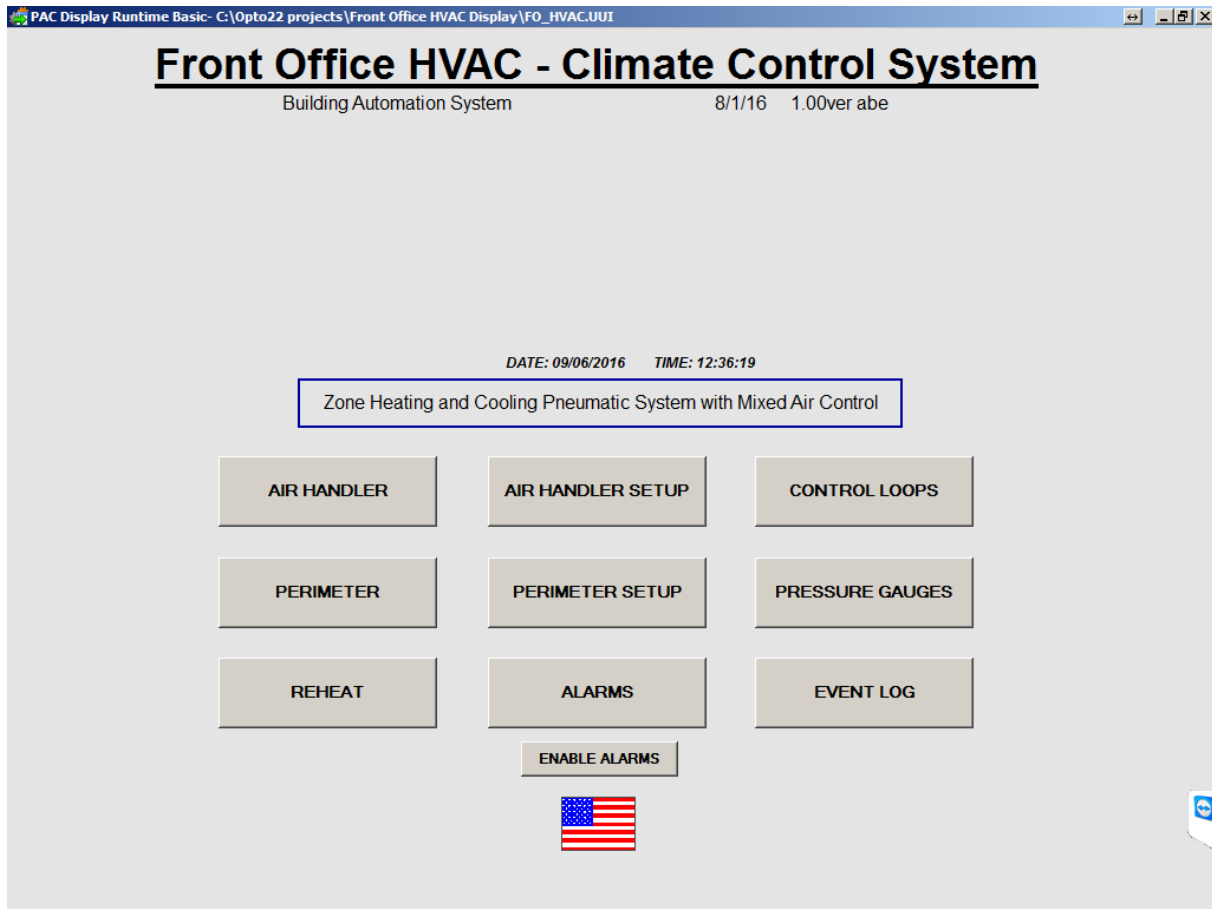 PAC Display Runtime Basic- C:\Opto22 projects\Front Office HVAC Display\FO_HVAC.UUI
Front Office HVAC - Climate Control System
Building Automation System 8/1/16 1.00ver abe
DATE: 09/06/2016 TIME: 12:36:19
Zone Heating and Cooling Pneumatic System with Mixed Air Control
AIR HANDLER AIR HANDLER SETUP CONTROL LOOPS
PERIMETER PERIMETER SETUP PRESSURE GAUGES
REHEAT ALARMS EVENT LOG
ENABLE ALARMS